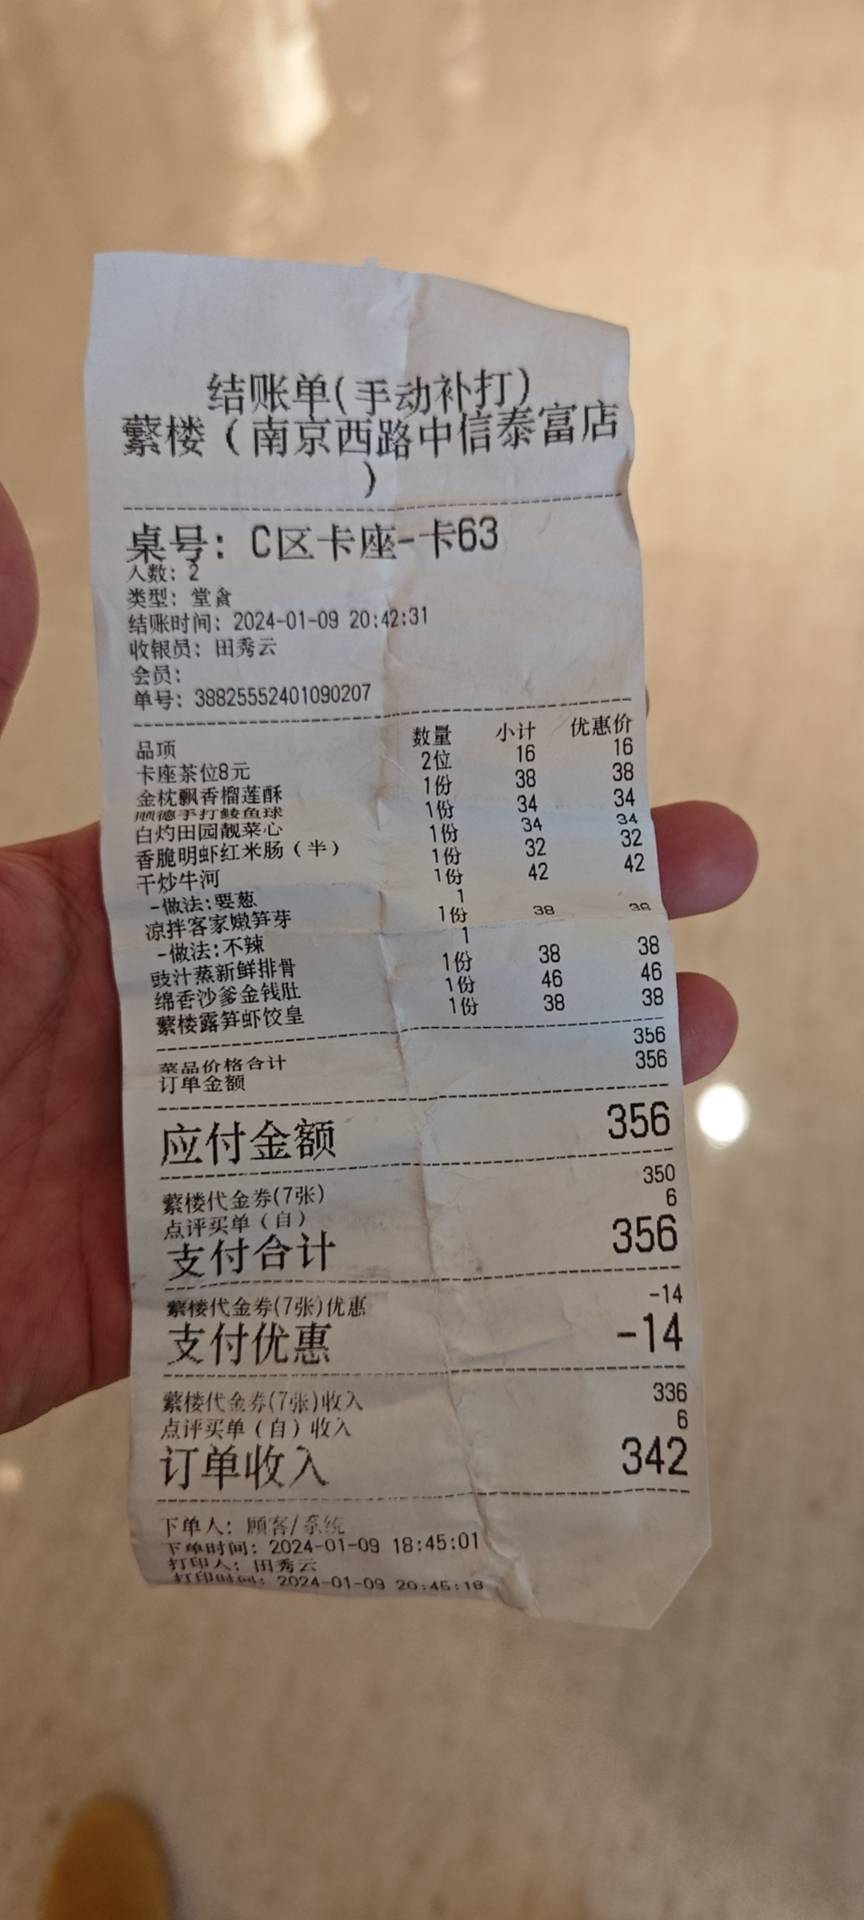 结账单(手动补打)
蘩楼（南京西路中信泰富店
）
桌号: C区卡座-卡63
人数: 2
类型: 堂食
结账时间: 2024-01-09 20:42:31
收银员: 田秀云
会员:
单号: 38825552401090207
品项 数量 小计 优惠价
卡座茶位8元 2位 16 16
金枕飘香榴莲酥 1份 38 38
顺德手打鲮鱼球 1份 34 34
白灼田园靓菜心 1份 34 34
香脆明虾红米肠（半） 1份 32 32
干炒牛河 1份 42 42
-做法:要葱 1
凉拌客家嫩笋芽 1份 38 38
-做法:不辣 1
豉汁蒸新鲜排骨 1份 38 38
绵香沙爹金钱肚 1份 46 46
蘩楼露笋虾饺皇 1份 38 38
菜品价格合计 356
订单金额 356
应付金额 356
蘩楼代金券(7张) 350
点评买单（自） 6
支付合计 356
蘩楼代金券(7张)优惠 -14
支付优惠 -14
蘩楼代金券(7张)收入 336
点评买单（自）收入 6
订单收入 342
下单人: 顾客/系统
下单时间: 2024-01-09 18:45:01
打印人: 田秀云
打印时间: 2024-01-09 20:45:18